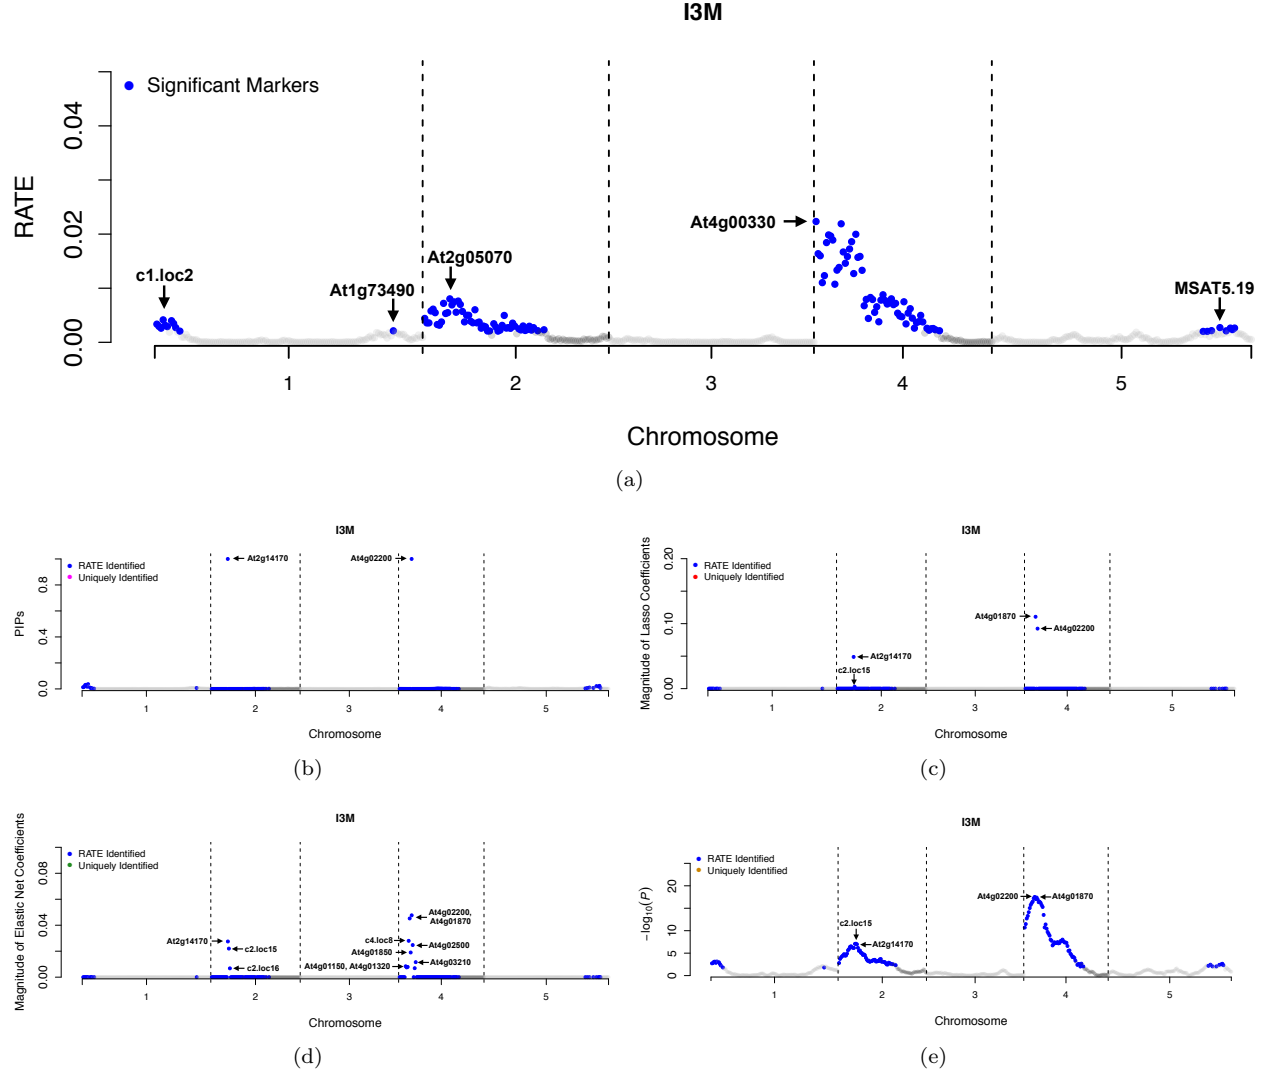 I3M
Significant Markers
RATE
0.00
0.02
0.04
c1.loc2
At1g73490
At2g05070
At4g00330
MSAT5.19
1 2 3 4 5
Chromosome
(a)
I3M
RATE Identified
Uniquely Identified
PIPs
0.0
0.4
0.8
At2g14170
At4g02200
1 2 3 4 5
Chromosome
(b)
I3M
RATE Identified
Uniquely Identified
Magnitude of Lasso Coefficients
0.00
0.10
0.20
At4g01870
At4g02200
At2g14170
c2.loc15
1 2 3 4 5
Chromosome
(c)
I3M
RATE Identified
Uniquely Identified
Magnitude of Elastic Net Coefficients
0.00
0.04
0.08
At2g14170
c2.loc15
c2.loc16
At4g02200,
At4g01870
c4.loc8
At4g02500
At4g01850
At4g03210
At4g01150, At4g01320
1 2 3 4 5
Chromosome
(d)
I3M
RATE Identified
Uniquely Identified
−log10(P)
0
5
10
20
At4g02200
At4g01870
c2.loc15
At2g14170
1 2 3 4 5
Chromosome
(e)